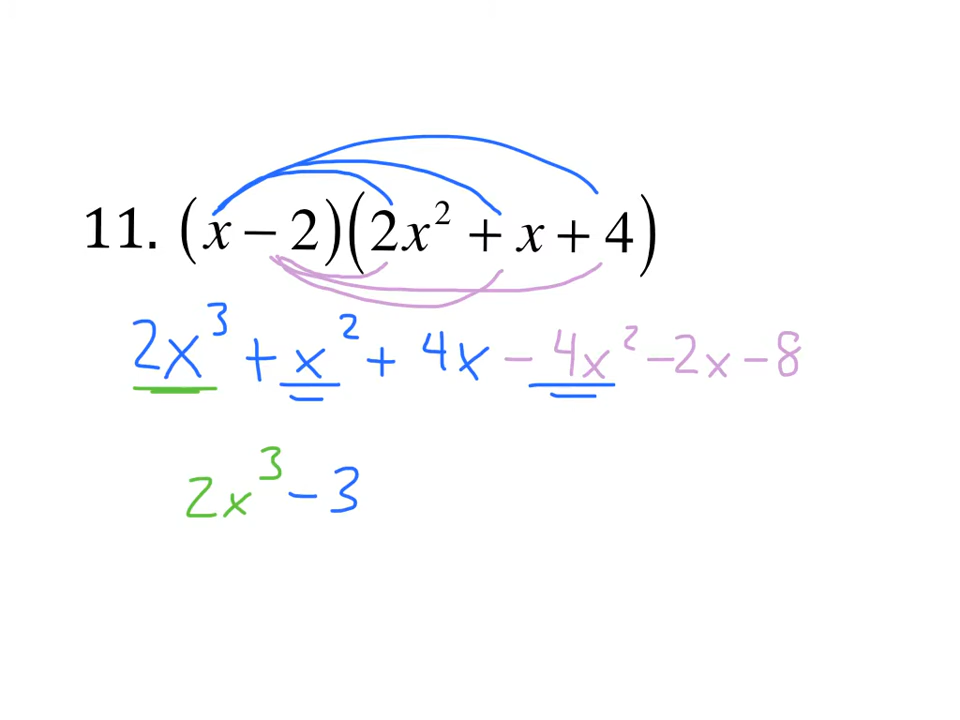 11. (x − 2)(2x² + x + 4)
2x³ + x² + 4x − 4x² − 2x − 8
2x³ − 3